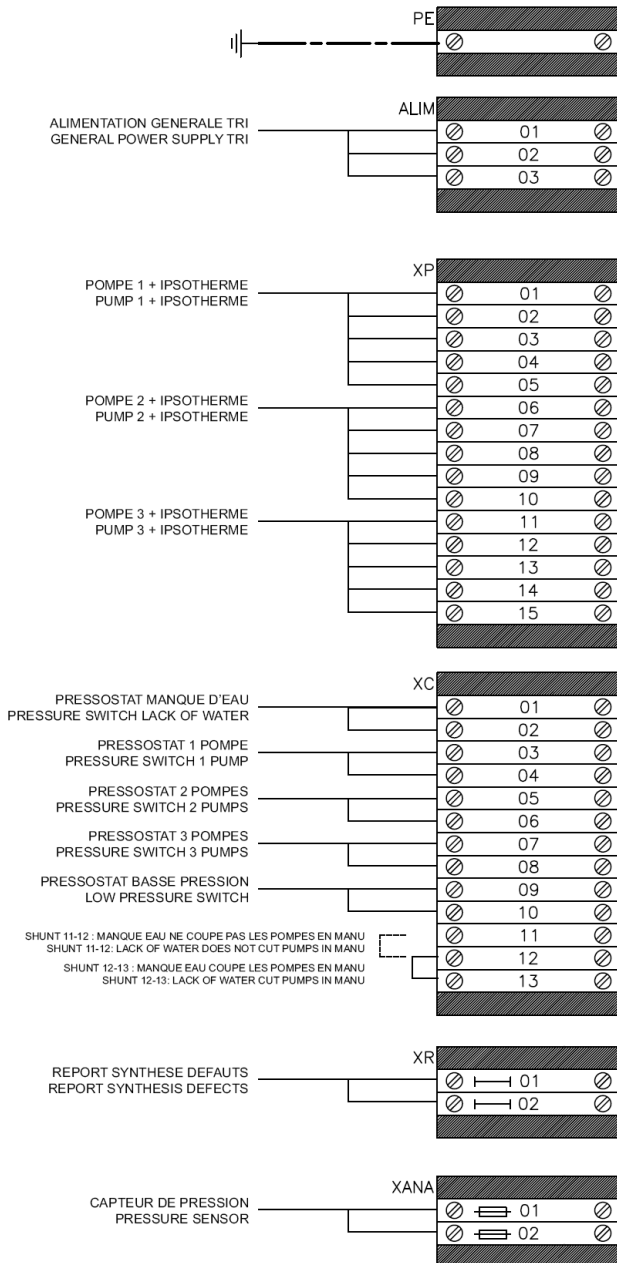 PE
ALIM
ALIMENTATION GENERALE TRI
GENERAL POWER SUPPLY TRI
01
02
03
XP
POMPE 1 + IPSOTHERME
PUMP 1 + IPSOTHERME
01
02
03
04
05
POMPE 2 + IPSOTHERME
PUMP 2 + IPSOTHERME
06
07
08
09
10
POMPE 3 + IPSOTHERME
PUMP 3 + IPSOTHERME
11
12
13
14
15
XC
PRESSOSTAT MANQUE D'EAU
PRESSURE SWITCH LACK OF WATER
01
02
PRESSOSTAT 1 POMPE
PRESSURE SWITCH 1 PUMP
03
04
PRESSOSTAT 2 POMPES
PRESSURE SWITCH 2 PUMPS
05
06
PRESSOSTAT 3 POMPES
PRESSURE SWITCH 3 PUMPS
07
08
PRESSOSTAT BASSE PRESSION
LOW PRESSURE SWITCH
09
10
SHUNT 11-12 : MANQUE EAU NE COUPE PAS LES POMPES EN MANU
SHUNT 11-12: LACK OF WATER DOES NOT CUT PUMPS IN MANU
11
12
SHUNT 12-13 : MANQUE EAU COUPE LES POMPES EN MANU
SHUNT 12-13: LACK OF WATER CUT PUMPS IN MANU
13
XR
REPORT SYNTHESE DEFAUTS
REPORT SYNTHESIS DEFECTS
01
02
XANA
CAPTEUR DE PRESSION
PRESSURE SENSOR
01
02